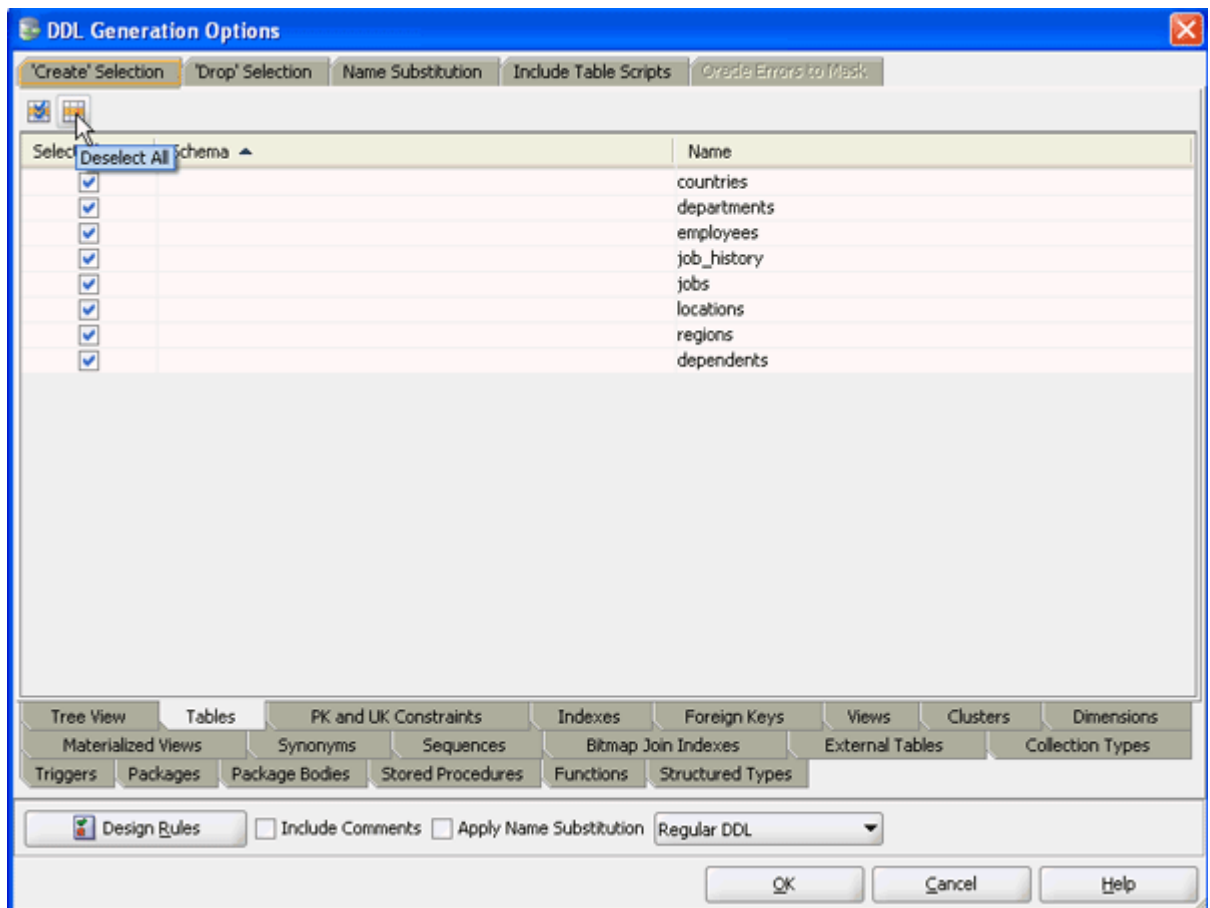 DDL Generation Options
'Create' Selection 'Drop' Selection Name Substitution Include Table Scripts Oracle Errors to Mask
Select Schema Name
Deselect All
countries
departments
employees
job_history
jobs
locations
regions
dependents
Tree View Tables PK and UK Constraints Indexes Foreign Keys Views Clusters Dimensions
Materialized Views Synonyms Sequences Bitmap Join Indexes External Tables Collection Types
Triggers Packages Package Bodies Stored Procedures Functions Structured Types
Design Rules Include Comments Apply Name Substitution Regular DDL
OK Cancel Help